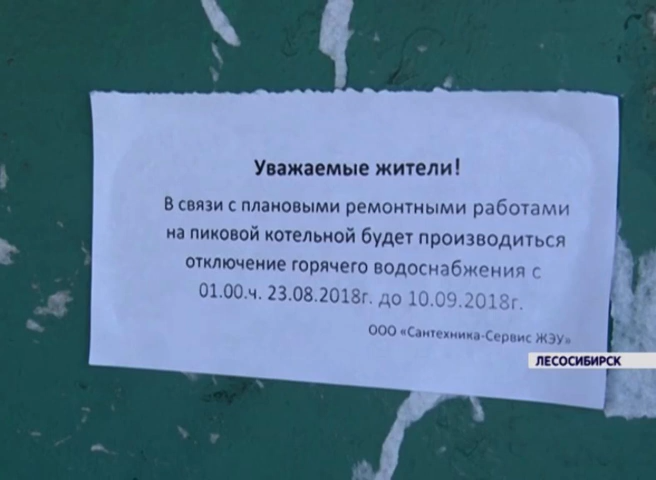 Уважаемые жители!
В связи с плановыми ремонтными работами
на пиковой котельной будет производиться
отключение горячего водоснабжения с
01.00.ч. 23.08.2018г. до 10.09.2018г.
ООО «Сантехника-Сервис ЖЭУ»
ЛЕСОСИБИРСК